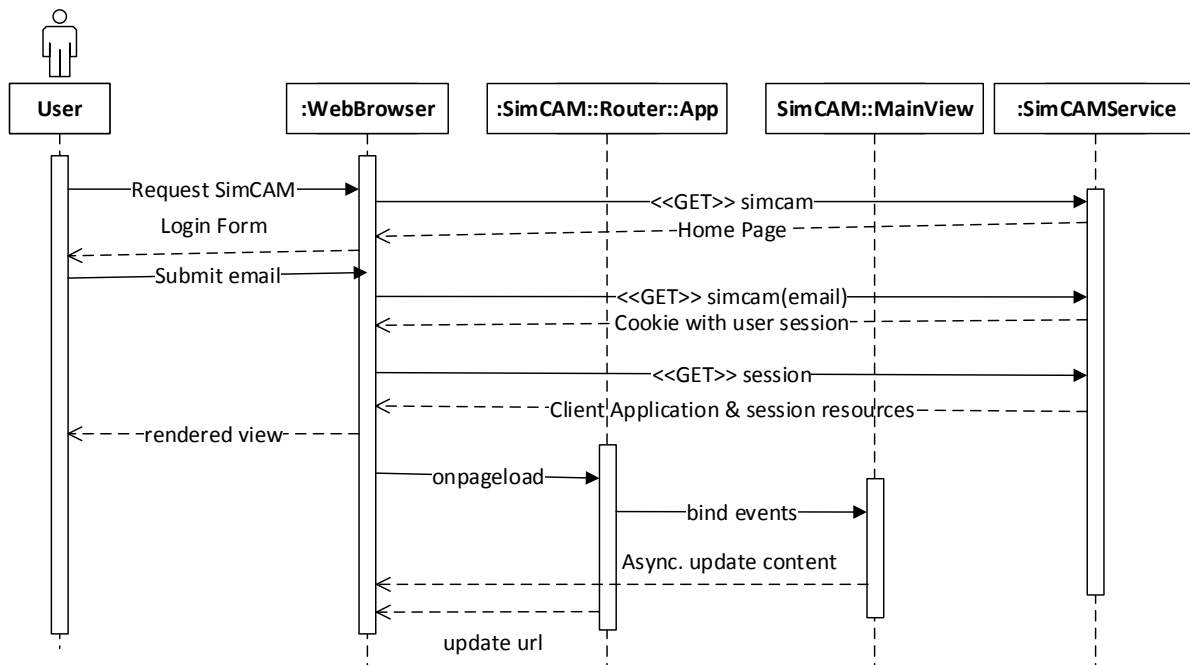 User
:WebBrowser
:SimCAM::Router::App
SimCAM::MainView
:SimCAMService
Request SimCAM
<<GET>> simcam
Login Form
Home Page
Submit email
<<GET>> simcam(email)
Cookie with user session
<<GET>> session
Client Application & session resources
rendered view
onpageload
bind events
Async. update content
update url